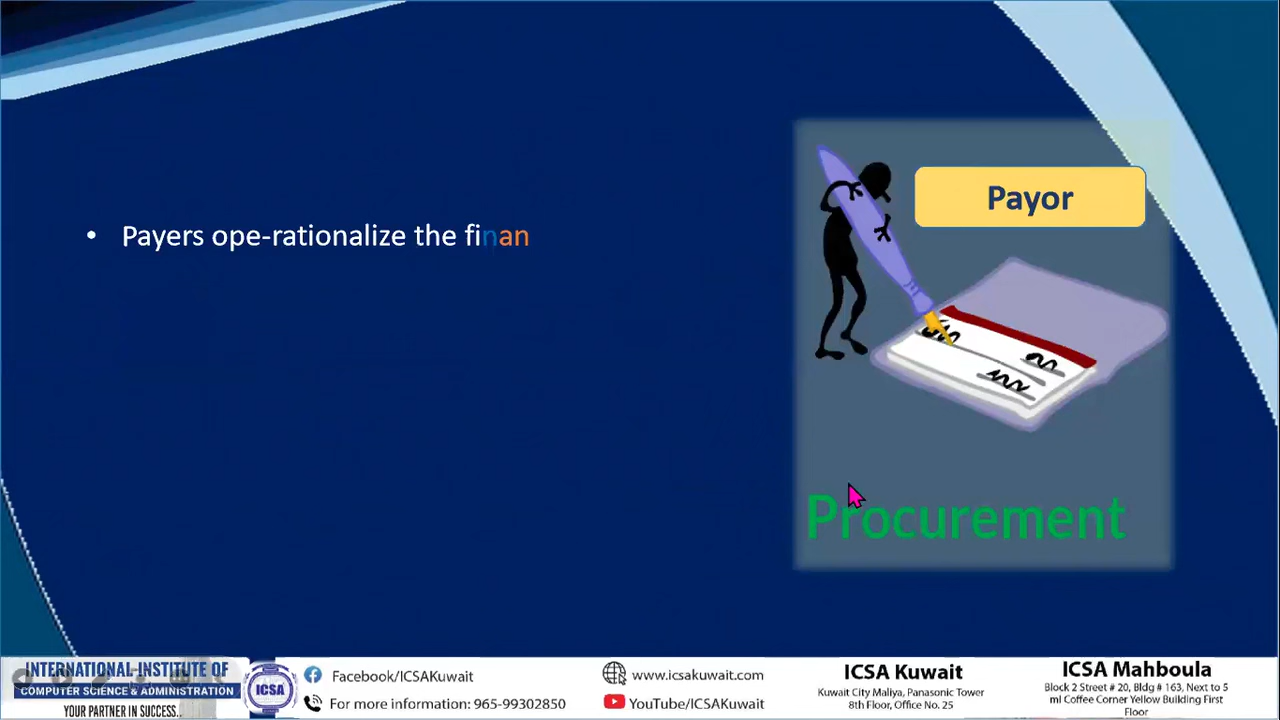 Payor
• Payers ope-rationalize the finan
Procurement
INTERNATIONAL INSTITUTE OF
COMPUTER SCIENCE & ADMINISTRATION
YOUR PARTNER IN SUCCESS..
ICSA
Facebook/ICSAKuwait
For more information: 965-99302850
www.icsakuwait.com
YouTube/ICSAKuwait
ICSA Kuwait
Kuwait City Maliya, Panasonic Tower
8th Floor, Office No. 25
ICSA Mahboula
Block 2 Street # 20, Bldg # 163, Next to 5
ml Coffee Corner Yellow Building First
Floor